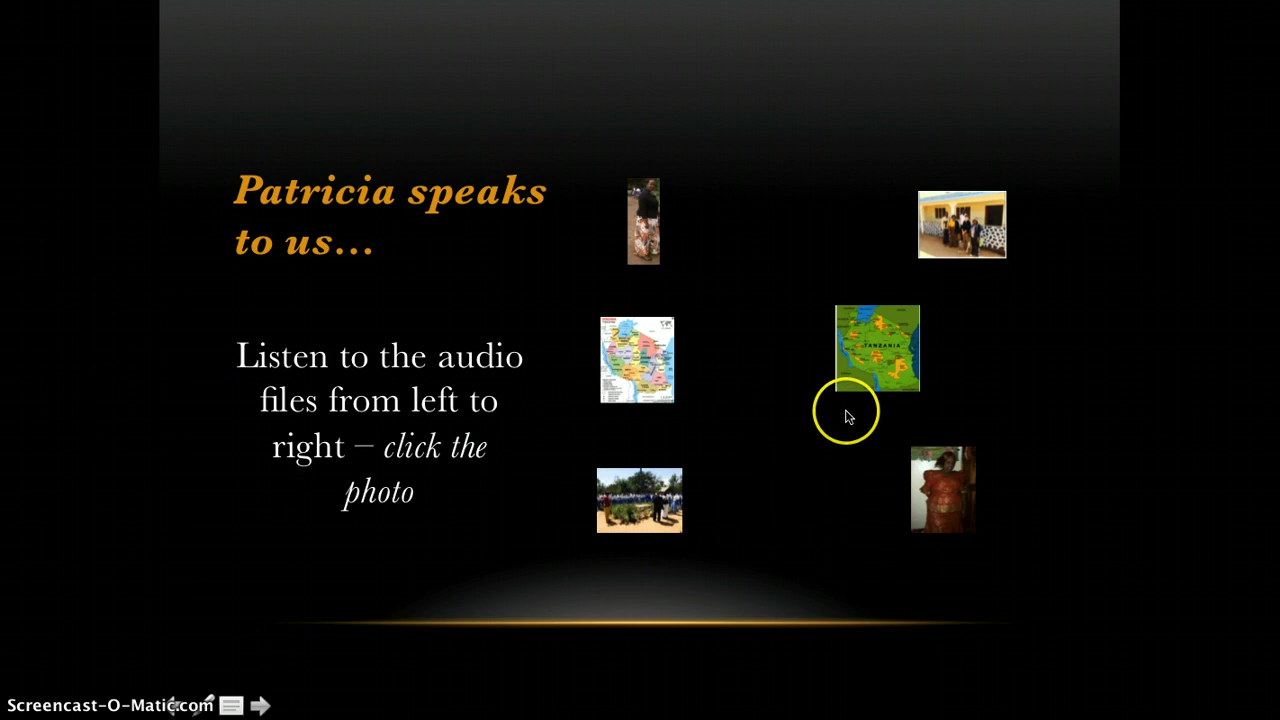 Patricia speaks
to us...
Listen to the audio
files from left to
right – click the
photo
TANZANIA
Screencast-O-Matic.com